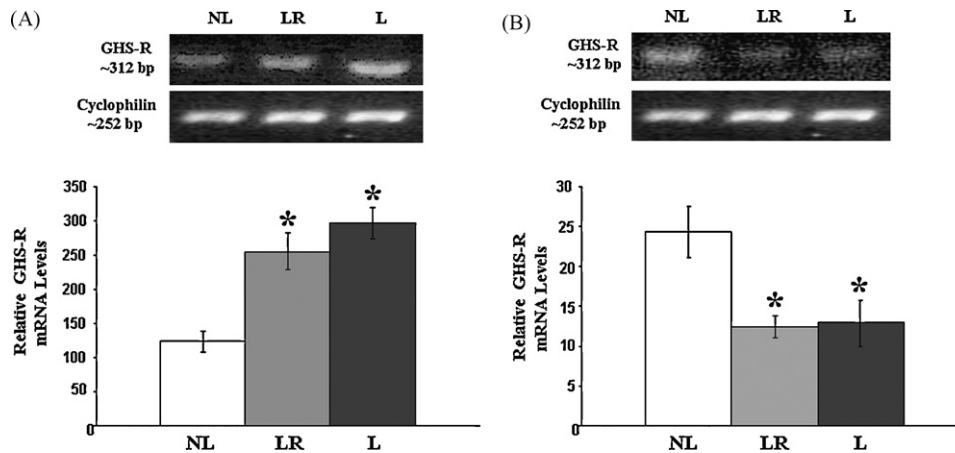 (A)
NL LR L
GHS-R
~312 bp
Cyclophilin
~252 bp
Relative GHS-R
mRNA Levels
350
300
250
200
150
100
50
0
*
*
NL LR L
(B)
NL LR L
GHS-R
~312 bp
Cyclophilin
~252 bp
Relative GHS-R
mRNA Levels
30
25
20
15
10
5
0
*
*
NL LR L